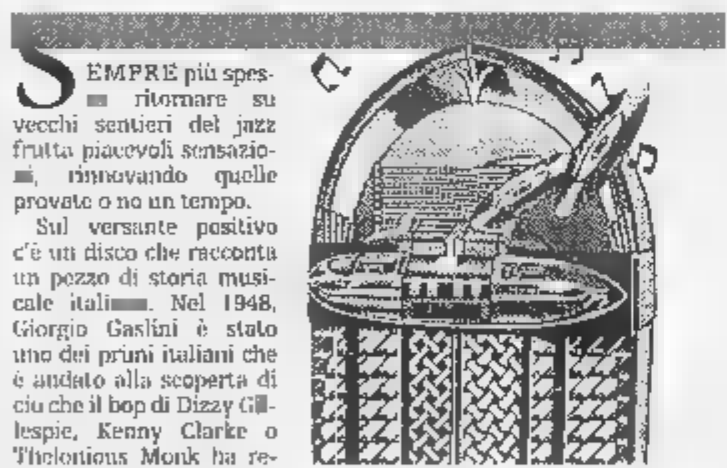 SEMPRE più spes-
ritornare su
vecchi sentieri del jazz
frutta piacevoli sensazio-
ni, rinnovando quelle
provate o no un tempo.
Sul versante positivo
c'è un disco che racconta
un pezzo di storia musi-
cale Nel 1948,
Giorgio Gaslini è stato
uno dei primi italiani che
è andato alla scoperta di
ciò che il bop di Dizzy Gil-
lespie, Kenny Clarke o
Thelonious Monk ha re-